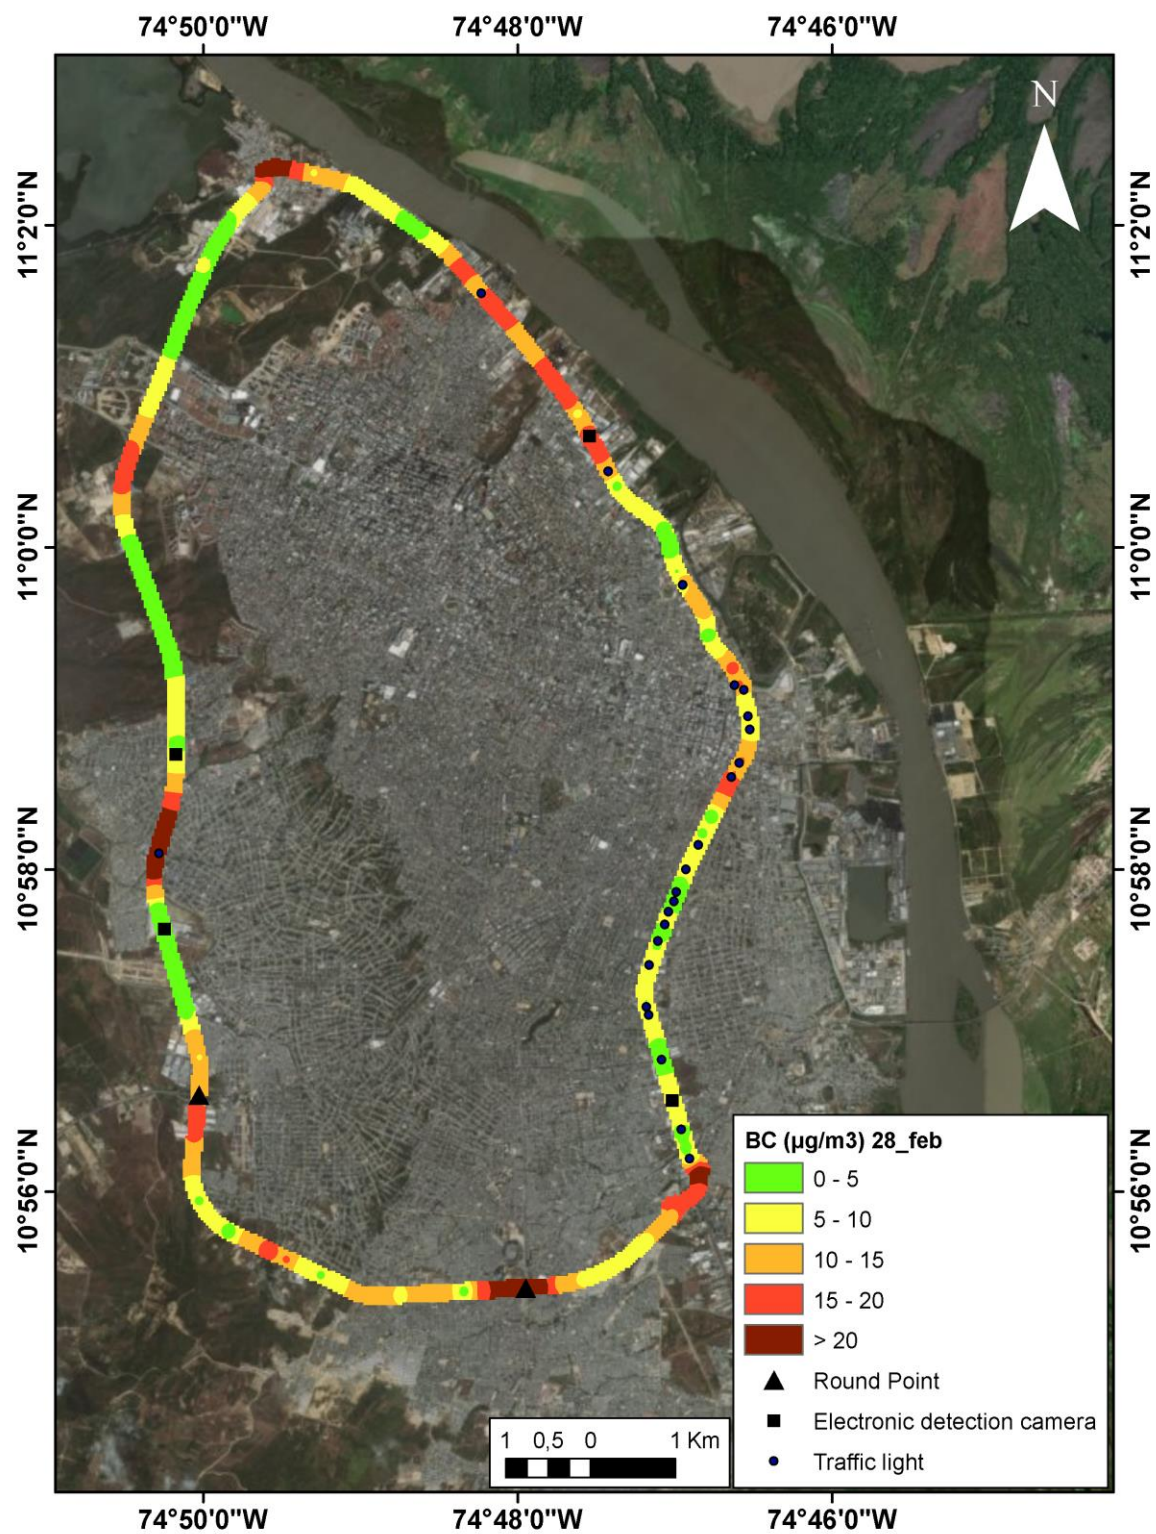 74°50'0"W 74°48'0"W 74°46'0"W
N
11°2'0"N 11°2'0"N
11°0'0"N 11°0'0"N
10°58'0"N 10°58'0"N
10°56'0"N 10°56'0"N
BC (µg/m3) 28_feb
0 - 5
5 - 10
10 - 15
15 - 20
> 20
Round Point
Electronic detection camera
Traffic light
1 0,5 0 1 Km
74°50'0"W 74°48'0"W 74°46'0"W